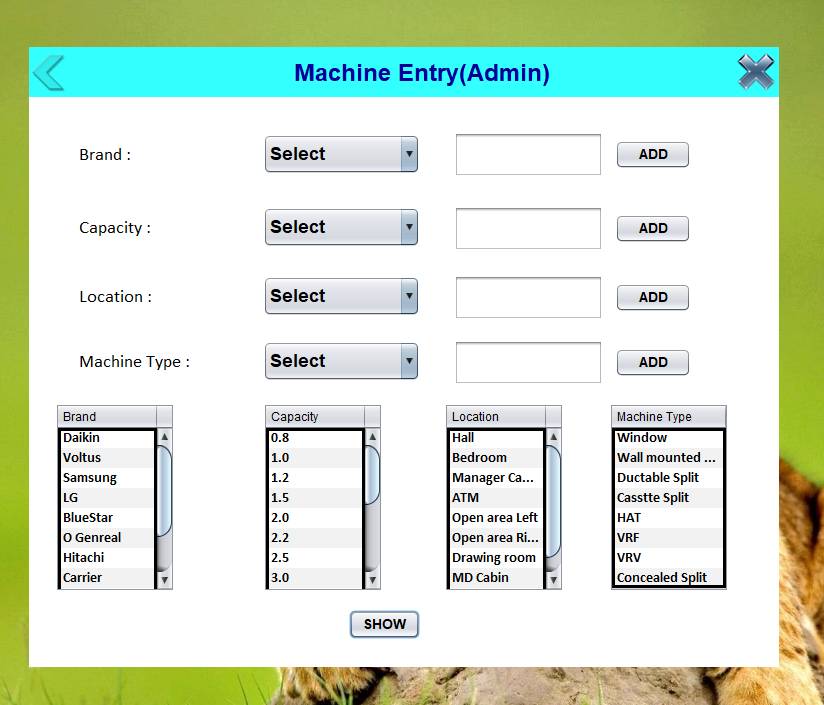 Machine Entry(Admin)
Brand :
Select
ADD
Capacity :
Select
ADD
Location :
Select
ADD
Machine Type :
Select
ADD
Brand
Daikin
Voltus
Samsung
LG
BlueStar
O Genreal
Hitachi
Carrier
Capacity
0.8
1.0
1.2
1.5
2.0
2.2
2.5
3.0
Location
Hall
Bedroom
Manager Ca...
ATM
Open area Left
Open area Ri...
Drawing room
MD Cabin
Machine Type
Window
Wall mounted ...
Ductable Split
Casstte Split
HAT
VRF
VRV
Concealed Split
SHOW